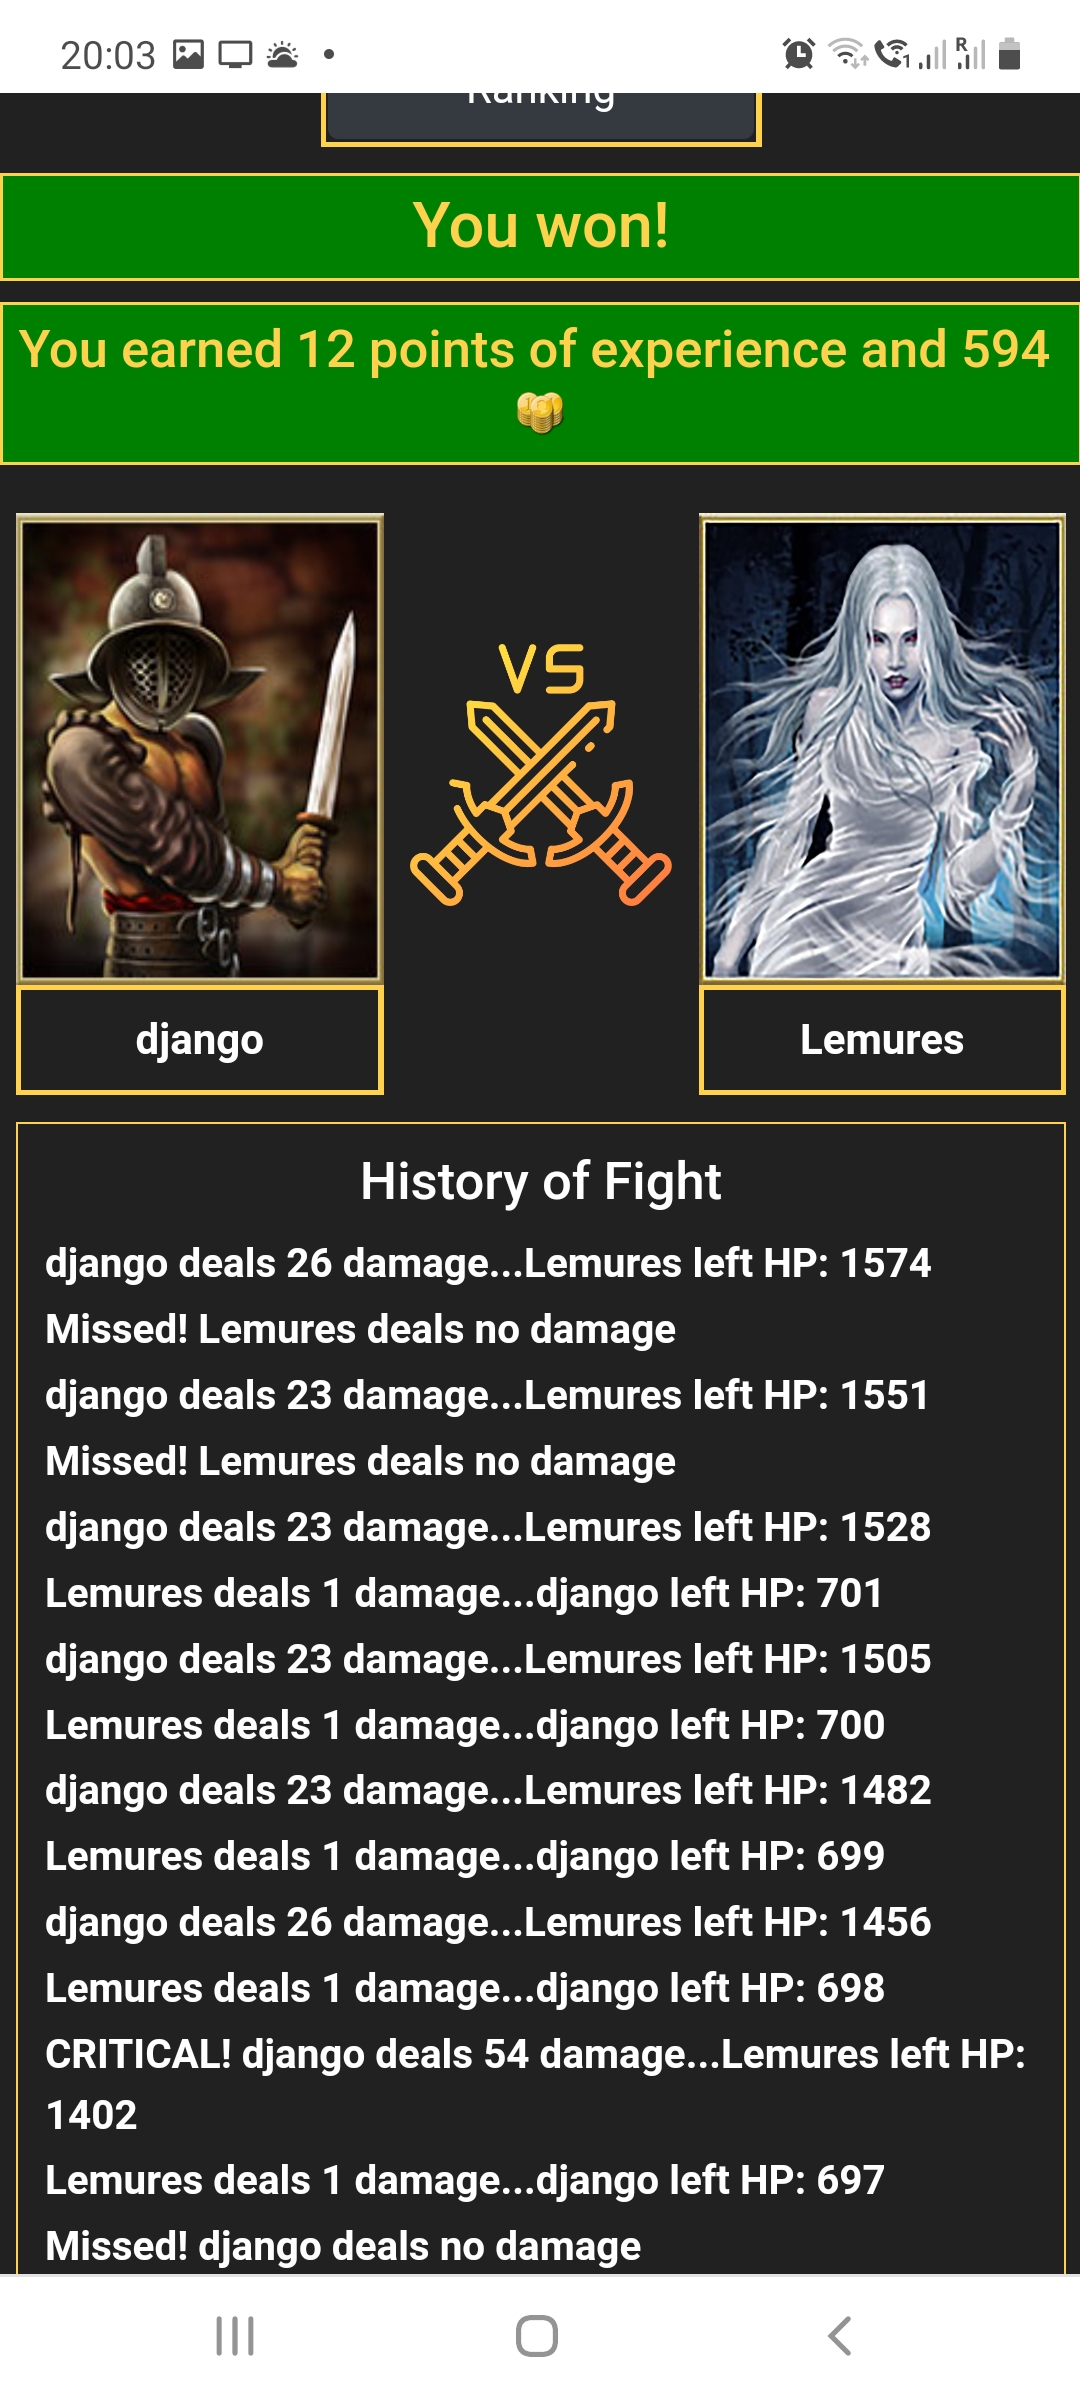 20:03
Ranking
You won!
You earned 12 points of experience and 594
VS
django
Lemures
History of Fight
django deals 26 damage...Lemures left HP: 1574
Missed! Lemures deals no damage
django deals 23 damage...Lemures left HP: 1551
Missed! Lemures deals no damage
django deals 23 damage...Lemures left HP: 1528
Lemures deals 1 damage...django left HP: 701
django deals 23 damage...Lemures left HP: 1505
Lemures deals 1 damage...django left HP: 700
django deals 23 damage...Lemures left HP: 1482
Lemures deals 1 damage...django left HP: 699
django deals 26 damage...Lemures left HP: 1456
Lemures deals 1 damage...django left HP: 698
CRITICAL! django deals 54 damage...Lemures left HP:
1402
Lemures deals 1 damage...django left HP: 697
Missed! django deals no damage